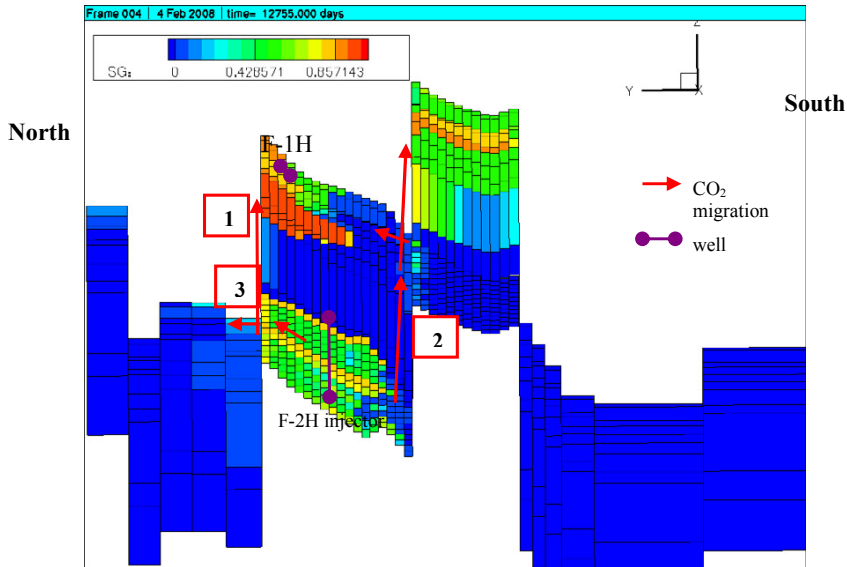 Frame 004 | 4 Feb 2008 | time= 12755.000 days
SG: 0 0.428571 0.857143
Z
Y X
North
South
F-1H
1
3
2
CO₂
migration
well
F-2H injector